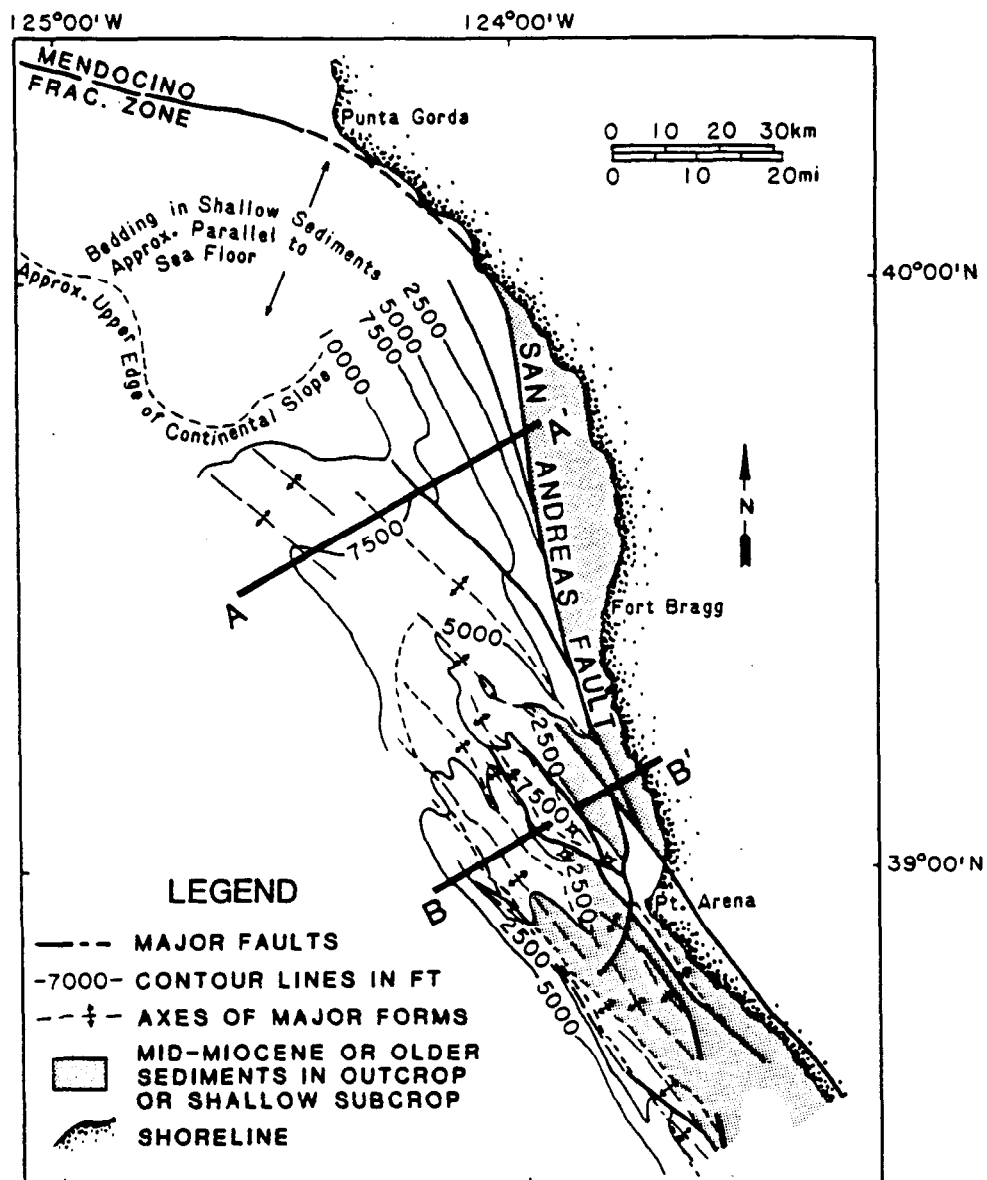 125°00'W
124°00'W
MENDOCINO
FRAC. ZONE
Punta Gorda
0 10 20 30km
0 10 20mi
Bedding in Shallow Sediments
Approx. Parallel to
Sea Floor
40°00'N
Approx. Upper Edge of Continental Slope
2500
5000
7500
10000
SAN ANDREAS FAULT
A'
N
7500
A
Fort Bragg
5000
2500
B'
7500
2500
39°00'N
B
Pt. Arena
2500
5000
LEGEND
MAJOR FAULTS
-7000- CONTOUR LINES IN FT
AXES OF MAJOR FORMS
MID-MIOCENE OR OLDER
SEDIMENTS IN OUTCROP
OR SHALLOW SUBCROP
SHORELINE